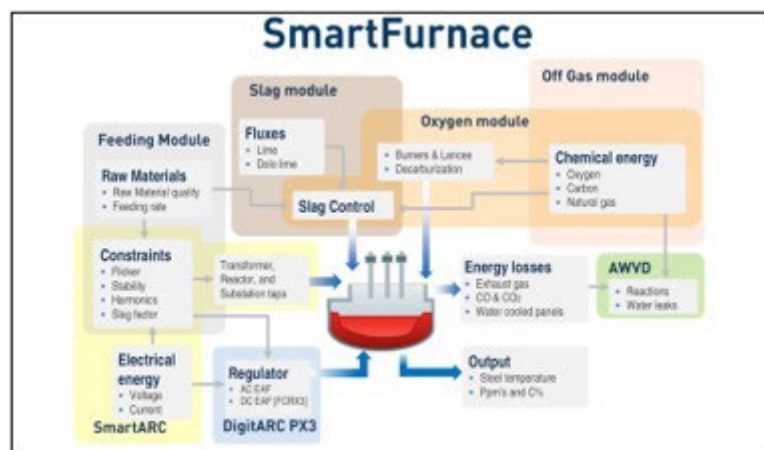 SmartFurnace
Off Gas module
Slag module
Oxygen module
Feeding Module
Fluxes
• Lime
• Dolo lime
• Burners & Lances
• Decarburization
Chemical energy
• Oxygen
• Carbon
• Natural gas
Raw Materials
• Raw Material quality
• Feeding rate
Slag Control
Constraints
• Flicker
• Stability
• Harmonics
• Slag factor
Transformer,
Reactor, and
Substation taps
Energy losses
• Exhaust gas
• CO & CO₂
• Water cooled panels
AWVD
• Reactions
• Water leaks
Electrical
energy
• Voltage
• Current
SmartARC
Regulator
• AC EAF
• DC EAF [FCRX3]
DigitARC PX3
Output
• Steel temperature
• Ppm's and C%